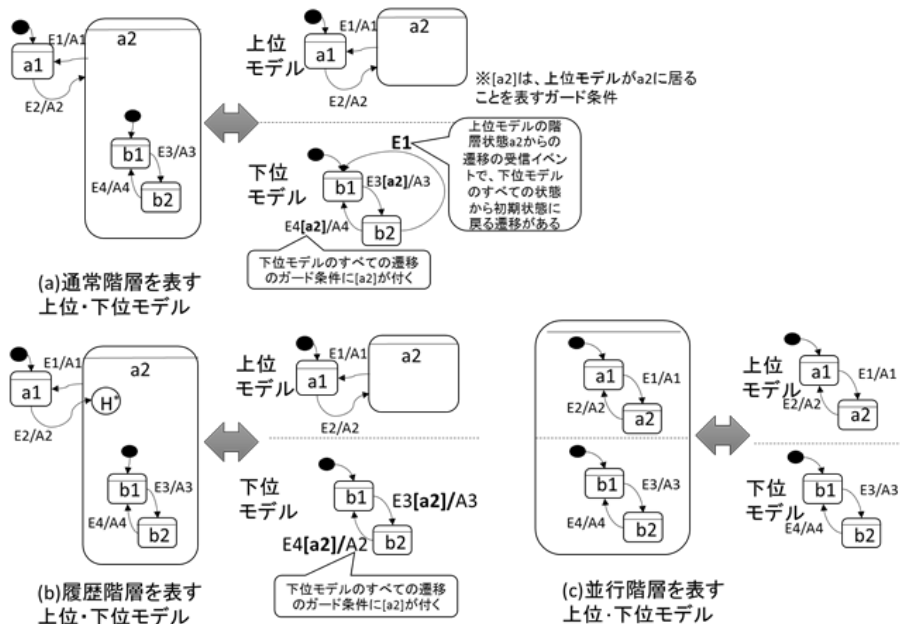 a2
E1/A1
a1
E2/A2
b1
E3/A3
E4/A4
b2
(a)通常階層を表す
上位・下位モデル
上位
モデル
E1/A1
a2
a1
E2/A2
※[a2]は、上位モデルがa2に居る
ことを表すガード条件
下位
モデル
E1
上位モデルの階
層状態a2からの
遷移の受信イベ
ントで、下位モデル
のすべての状態
から初期状態に
戻る遷移がある
b1
E3[a2]/A3
E4[a2]/A4
b2
下位モデルのすべての遷移
のガード条件に[a2]が付く
E1/A1
a2
a1
H*
E2/A2
b1
E3/A3
E4/A4
b2
(b)履歴階層を表す
上位・下位モデル
上位
モデル
E1/A1
a2
a1
E2/A2
下位
モデル
b1
E3[a2]/A3
E4[a2]/A2
b2
下位モデルのすべての遷移
のガード条件に[a2]が付く
a1
E1/A1
E2/A2
a2
b1
E3/A3
E4/A4
b2
上位
モデル
a1
E1/A1
E2/A2
a2
下位
モデル
b1
E3/A3
E4/A4
b2
(c)並行階層を表す
上位・下位モデル